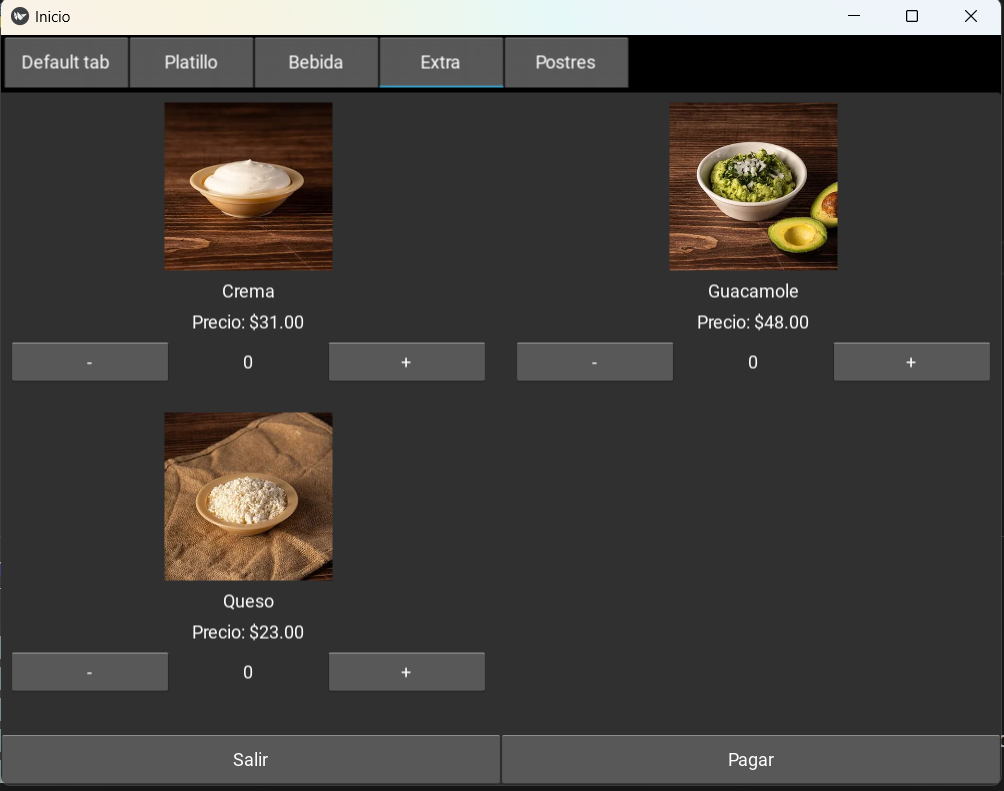 Inicio
Default tab Platillo Bebida Extra Postres
Crema
Precio: $31.00
- 0 +
Guacamole
Precio: $48.00
- 0 +
Queso
Precio: $23.00
- 0 +
Salir Pagar